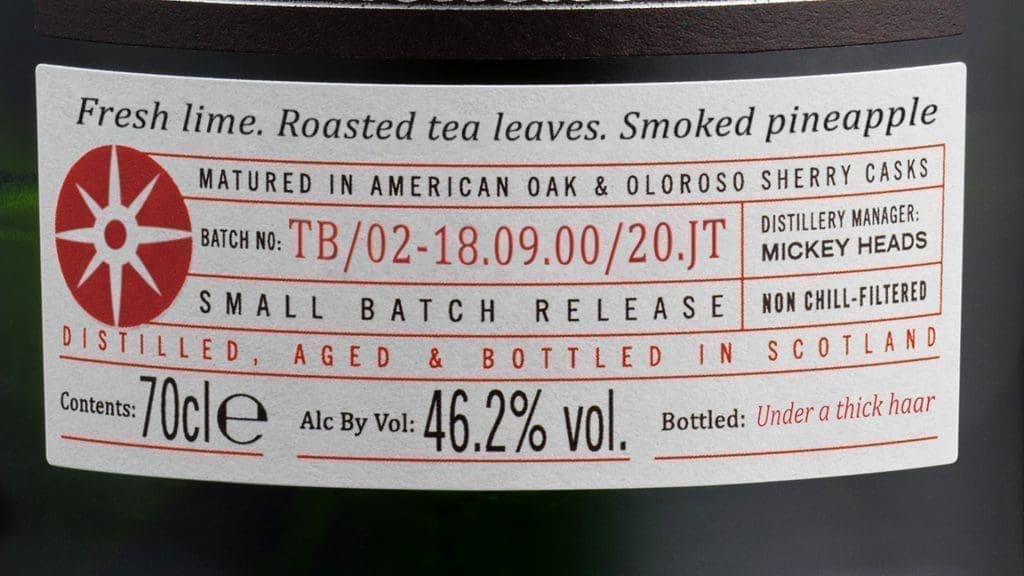 Fresh lime. Roasted tea leaves. Smoked pineapple
MATURED IN AMERICAN OAK & OLOROSO SHERRY CASKS
BATCH NO: TB/02-18.09.00/20.JT
DISTILLERY MANAGER:
MICKEY HEADS
SMALL BATCH RELEASE
NON CHILL-FILTERED
DISTILLED, AGED & BOTTLED IN SCOTLAND
Contents: 70cl e Alc By Vol: 46.2% vol. Bottled: Under a thick haar